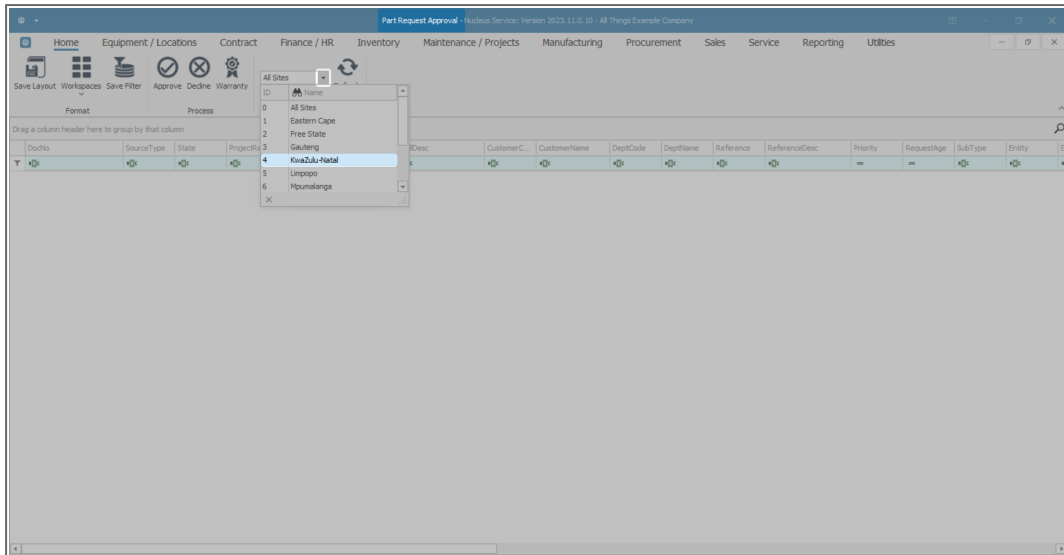 Part Request Approval - Nucleus Service: Version 2023.11.0.10 - All Things Example Company
Home Equipment / Locations Contract Finance / HR Inventory Maintenance / Projects Manufacturing Procurement Sales Service Reporting Utilities
Save Layout Workspaces Save Filter Approve Decline Warranty
All Sites
Format Process
ID Name
0 All Sites
1 Eastern Cape
2 Free State
3 Gauteng
4 KwaZulu-Natal
5 Limpopo
6 Mpumalanga
Drag a column header here to group by that column
DocNo SourceType State CustomerC... CustomerName DeptCode DeptName Reference ReferenceDesc Priority RequestAge SubType Entity